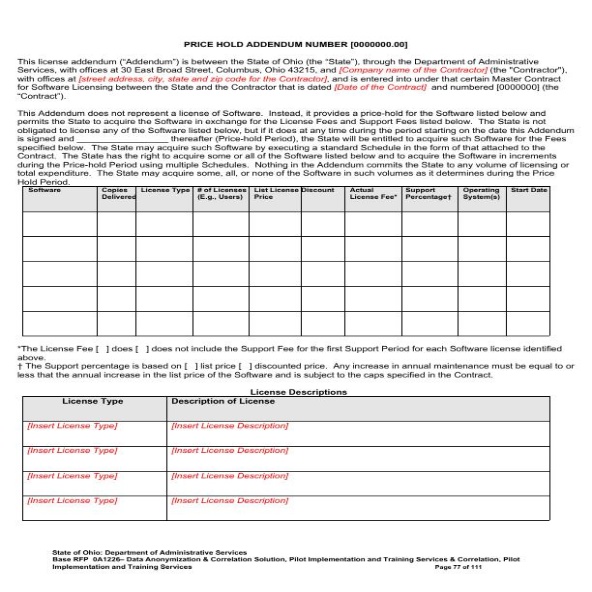 PRICE HOLD ADDENDUM NUMBER [0000000.00]
This license addendum ("Addendum") is between the State of Ohio (the "State"), through the Department of Administrative
Services, with offices at 30 East Broad Street, Columbus, Ohio 43215, and [Company name of the Contractor] (the "Contractor"),
with offices at [street address, city, state and zip code for the Contractor], and is entered into under that certain Master Contract
for Software Licensing between the State and the Contractor that is dated [Date of the Contract] and numbered [0000000] (the
"Contract").
This Addendum does not represent a license of Software. Instead, it provides a price-hold for the Software listed below and
permits the State to acquire the Software in exchange for the License Fees and Support Fees listed below. The State is not
obligated to license any of the Software listed below, but if it does at any time during the period starting on the date this Addendum
is signed and ____________________ thereafter (Price-hold Period), the State will be entitled to acquire such Software for the Fees
specified below. The State may acquire such Software by executing a standard Schedule in the form of that attached to the
Contract. The State has the right to acquire some or all of the Software listed below and to acquire the Software in increments
during the Price-Hold Period using multiple Schedules. Nothing in the Addendum commits the State to any volume of licensing or
total expenditure. The State may acquire some, all, or none of the Software in such volumes as it determines during the Price
Hold Period.
Software Copies License Type # of Licenses List License Discount Actual Support Operating Start Date
Delivered (E.g., Users) Price License Fee* Percentage† System(s)
*The License Fee [ ] does [ ] does not include the Support Fee for the first Support Period for each Software license identified
above.
† The Support percentage is based on [ ] list price [ ] discounted price. Any increase in annual maintenance must be equal to or
less that the annual increase in the list price of the Software and is subject to the caps specified in the Contract.
License Descriptions
License Type Description of License
[Insert License Type] [Insert License Description]
[Insert License Type] [Insert License Description]
[Insert License Type] [Insert License Description]
[Insert License Type] [Insert License Description]
State of Ohio: Department of Administrative Services
Base RFP 0A1226– Data Anonymization & Correlation Solution, Pilot Implementation and Training Services & Correlation, Pilot
Implementation and Training Services Page 77 of 111